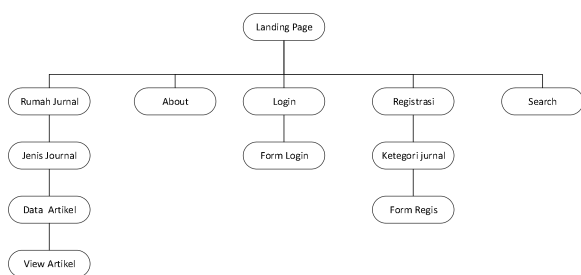 Landing Page
Rumah Jurnal
About
Login
Registrasi
Search
Jenis Journal
Form Login
Ketegori jurnal
Data Artikel
Form Regis
View Artikel